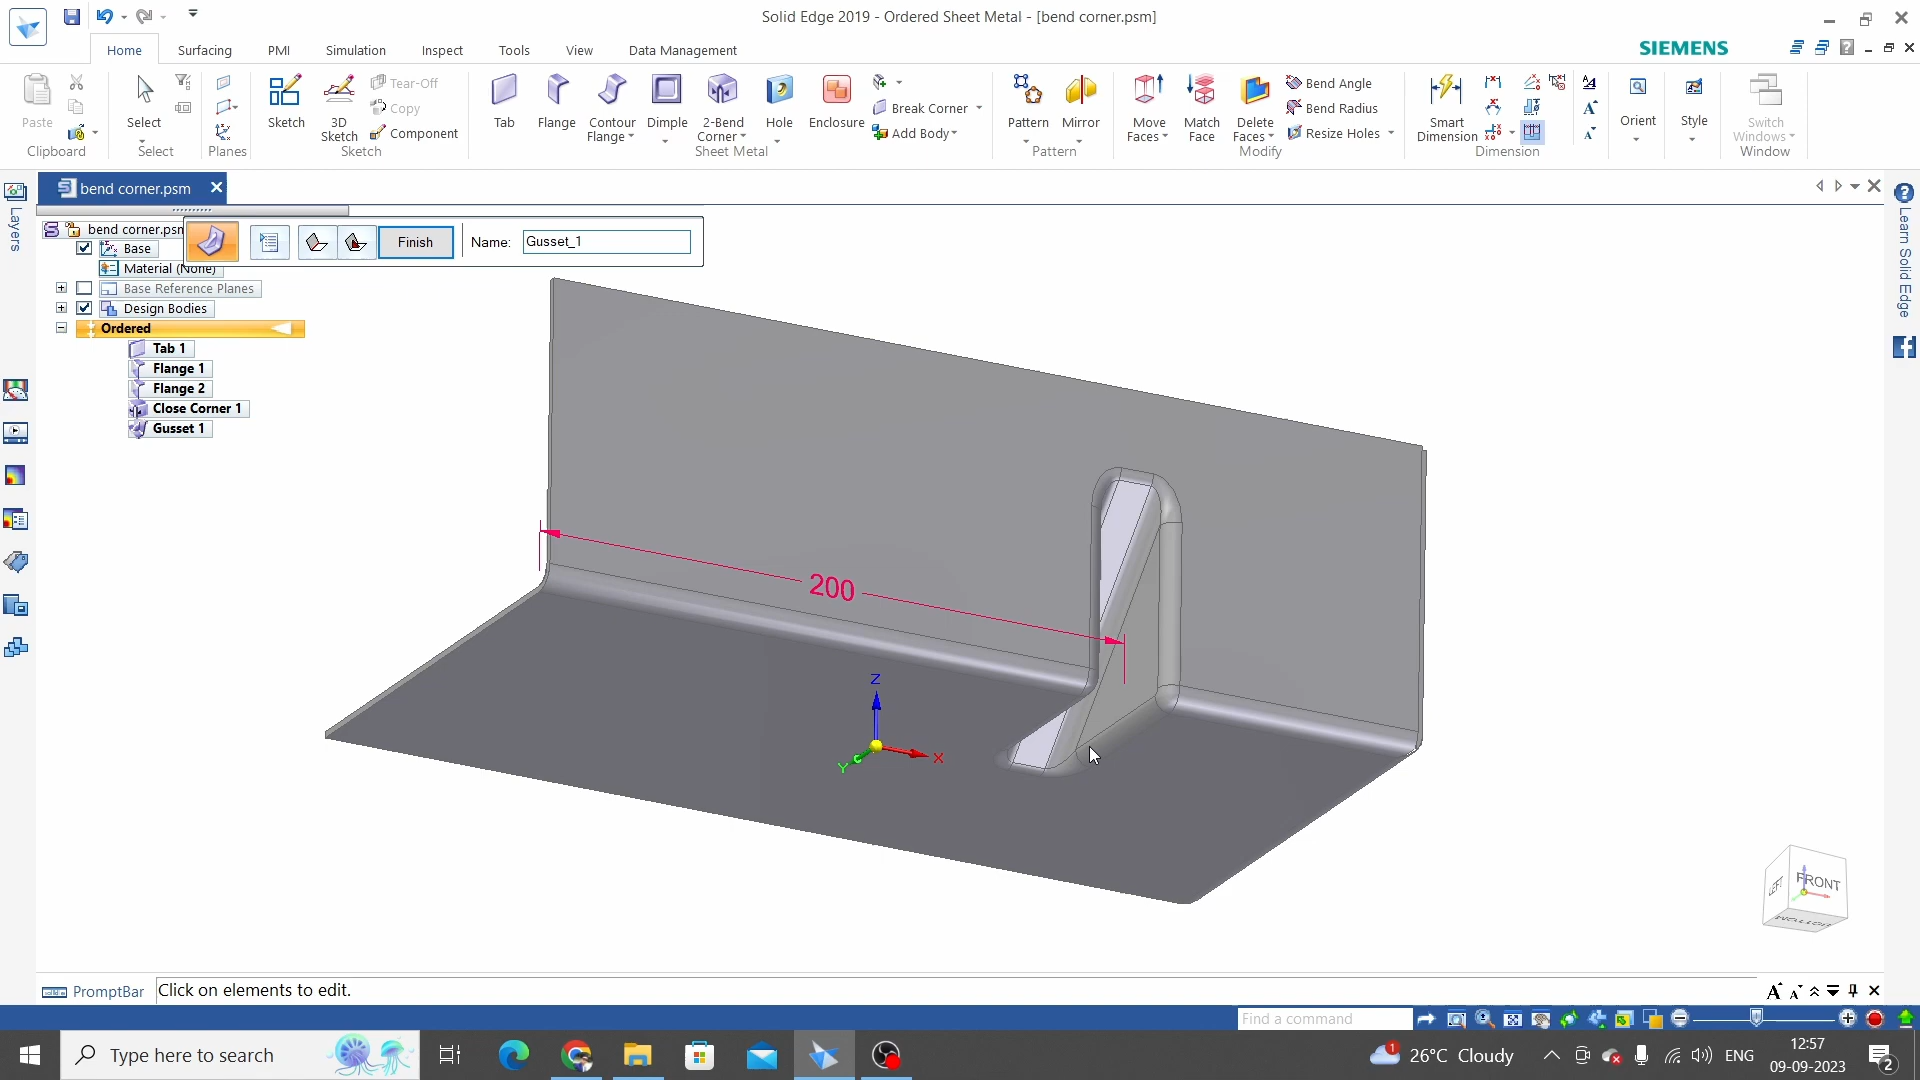 Solid Edge 2019 - Ordered Sheet Metal - [bend corner.psm]
Home
Surfacing
PMI
Simulation
Inspect
Tools
View
Data Management
SIEMENS
Paste
Clipboard
Select
Select
Planes
Sketch
3D Sketch
Tear-Off
Copy
Component
Sketch
Tab
Flange
Contour Flange
Dimple
2-Bend Corner
Hole
Enclosure
Break Corner
Add Body
Sheet Metal
Pattern
Mirror
Pattern
Move Faces
Match Face
Delete Faces
Bend Angle
Bend Radius
Resize Holes
Modify
Smart Dimension
Dimension
Orient
Style
Switch Windows
Window
bend corner.psm
Layers
Learn Solid Edge
bend corner.psm
Finish
Name:
Gusset_1
Base
Material (None)
Base Reference Planes
Design Bodies
Ordered
Tab 1
Flange 1
Flange 2
Close Corner 1
Gusset 1
200
Z
X
Y
LEFT
FRONT
BOTTOM
PromptBar
Click on elements to edit.
Find a command
Type here to search
1
26°C Cloudy
ENG
12:57
09-09-2023
2